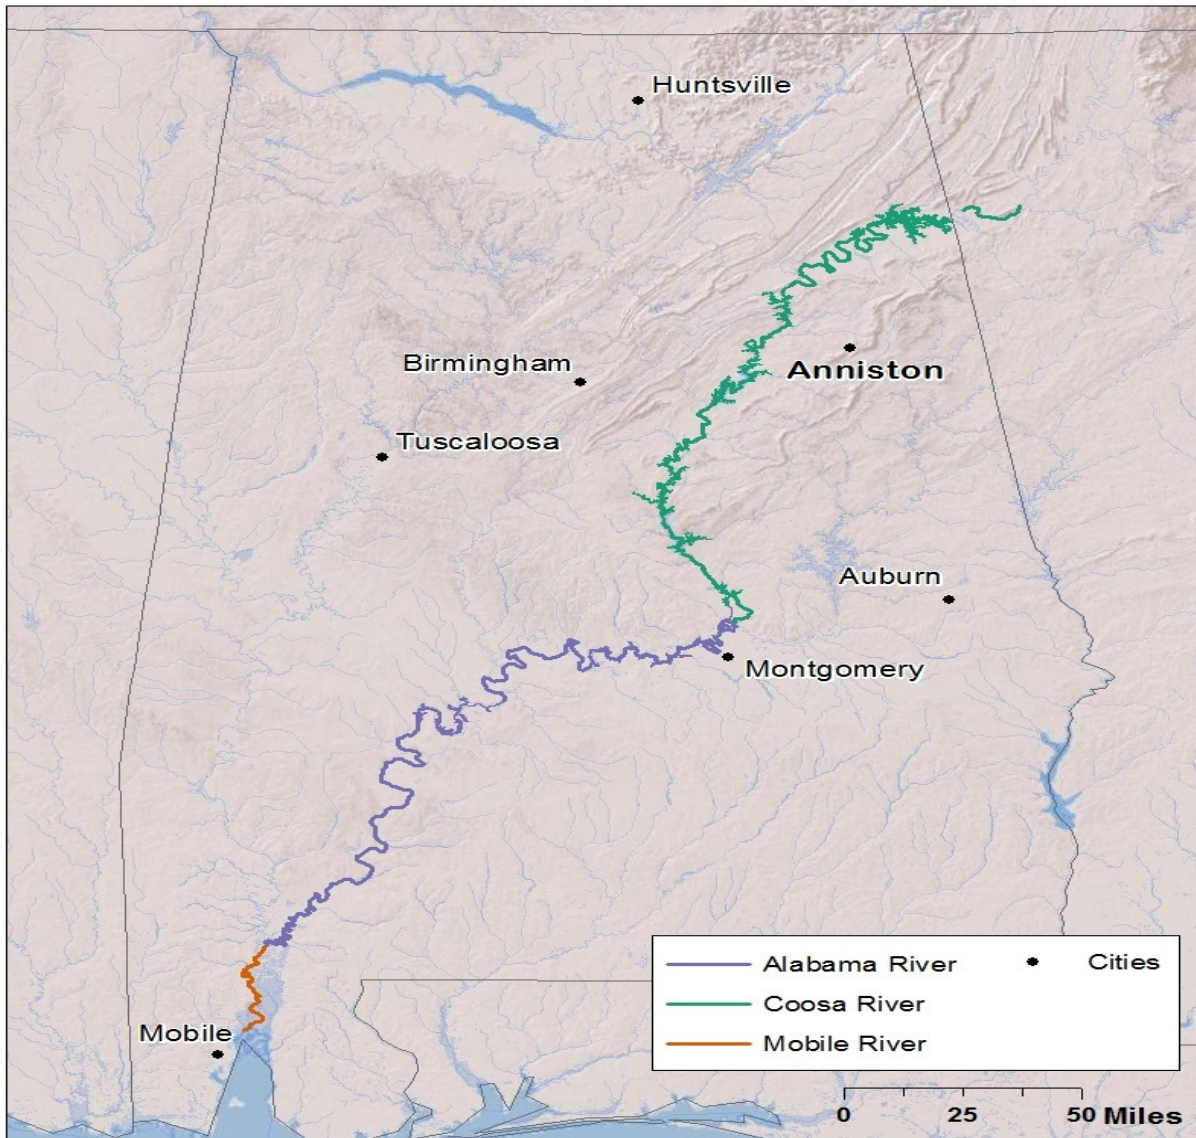 Huntsville
Birmingham
Anniston
Tuscaloosa
Auburn
Montgomery
Alabama River
Cities
Coosa River
Mobile River
Mobile
0 25 50 Miles